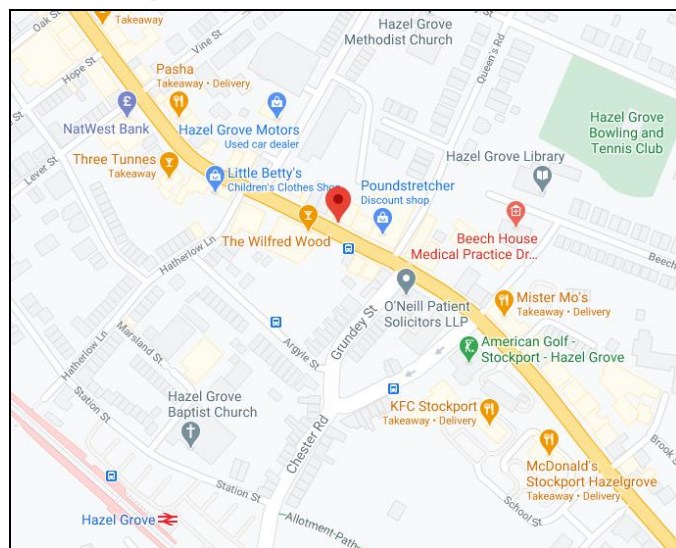 Oak St
Takeaway
Hazel Grove
Methodist Church
Queen's Rd
Vine St
Hope St
Pasha
Takeaway • Delivery
£
NatWest Bank
Hazel Grove Motors
Used car dealer
Hazel Grove
Bowling and
Tennis Club
Lever St
Three Tunnes
Takeaway
Hazel Grove Library
Little Betty's
Children's Clothes Shop
Poundstretcher
Discount shop
The Wilfred Wood
Beech House
Medical Practice Dr...
Hatherlow Ln
Beech
O'Neill Patient
Solicitors LLP
Mister Mo's
Takeaway • Delivery
Grundey St
Argyle St
Marsland St
American Golf -
Stockport - Hazel Grove
Hatherlow Ln
Hazel Grove
Baptist Church
Station St
KFC Stockport
Takeaway • Delivery
Chester Rd
Brook St
McDonald's
Stockport Hazelgrove
Takeaway • Delivery
Station St
School St
Hazel Grove
Allotment-Path